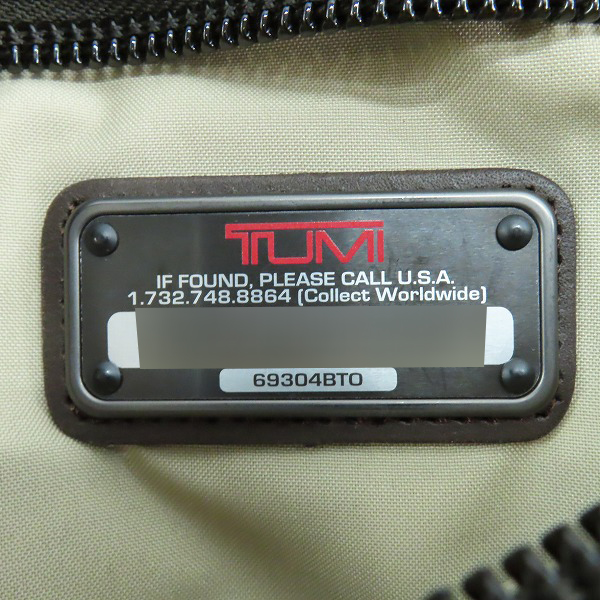 TUMI
IF FOUND, PLEASE CALL U.S.A.
1.732.748.8864 (Collect Worldwide)
69304BTO